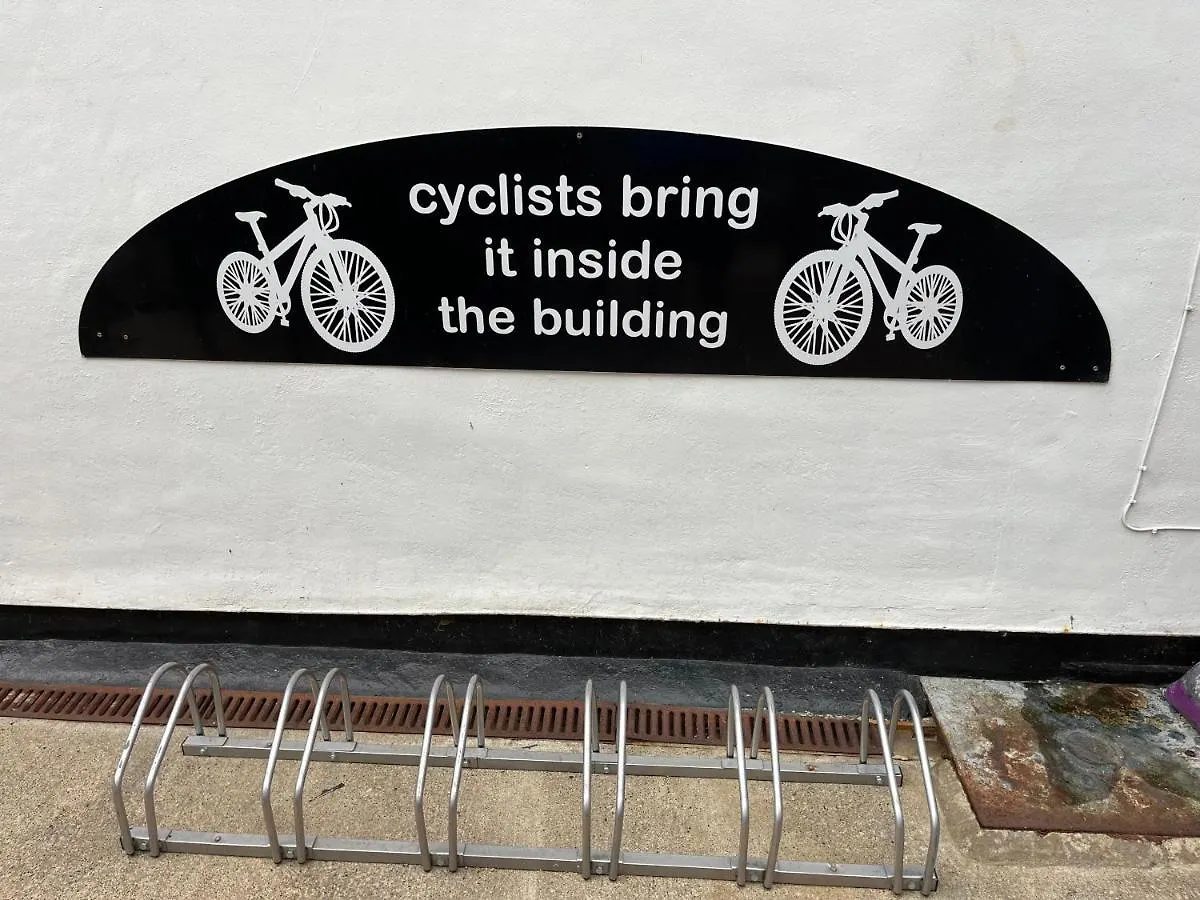 cyclists bring
it inside
the building